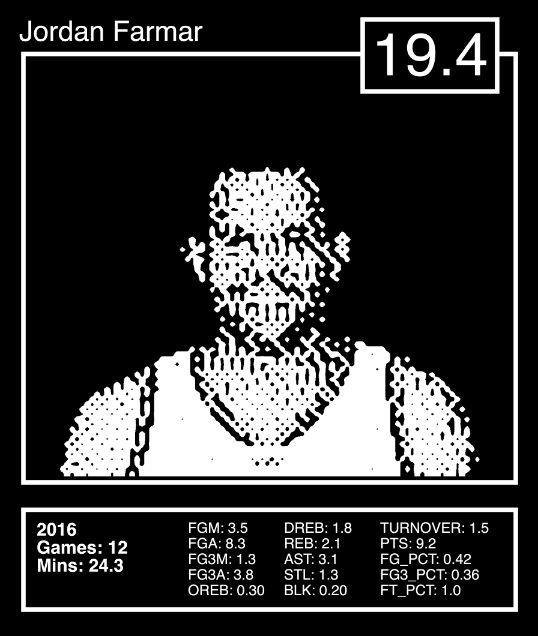 Jordan Farmar
19.4
2016
Games: 12
Mins: 24.3
FGM: 3.5
FGA: 8.3
FG3M: 1.3
FG3A: 3.8
OREB: 0.30
DREB: 1.8
REB: 2.1
AST: 3.1
STL: 1.3
BLK: 0.20
TURNOVER: 1.5
PTS: 9.2
FG_PCT: 0.42
FG3_PCT: 0.36
FT_PCT: 1.0